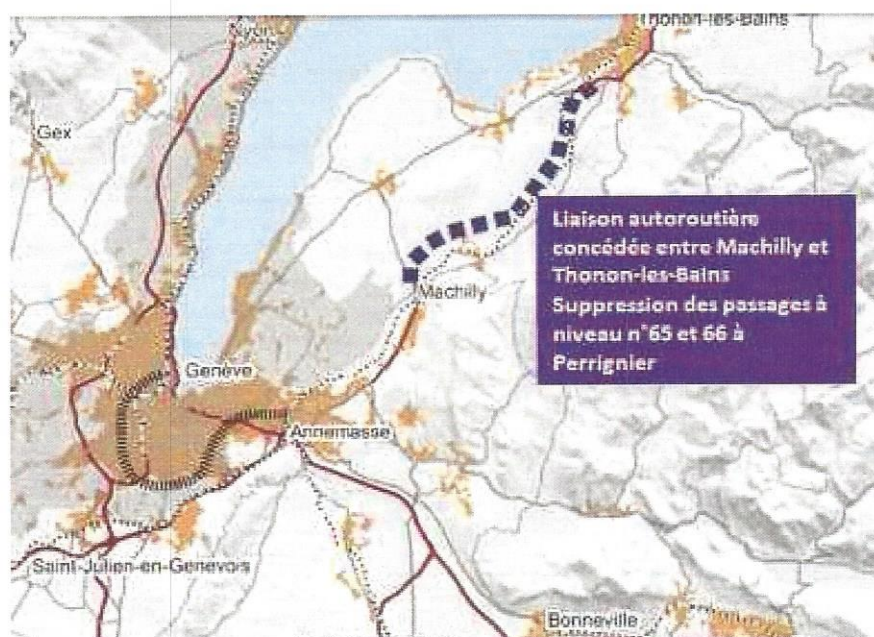 Thonon-les-Bains
Nyon
Gex
Liaison autoroutière
concédée entre Machilly et
Thonon-les-Bains
Suppression des passages à
niveau n°65 et 66 à
Perrignier
Machilly
Genève
Annemasse
Saint-Julien-en-Genevois
Bonneville